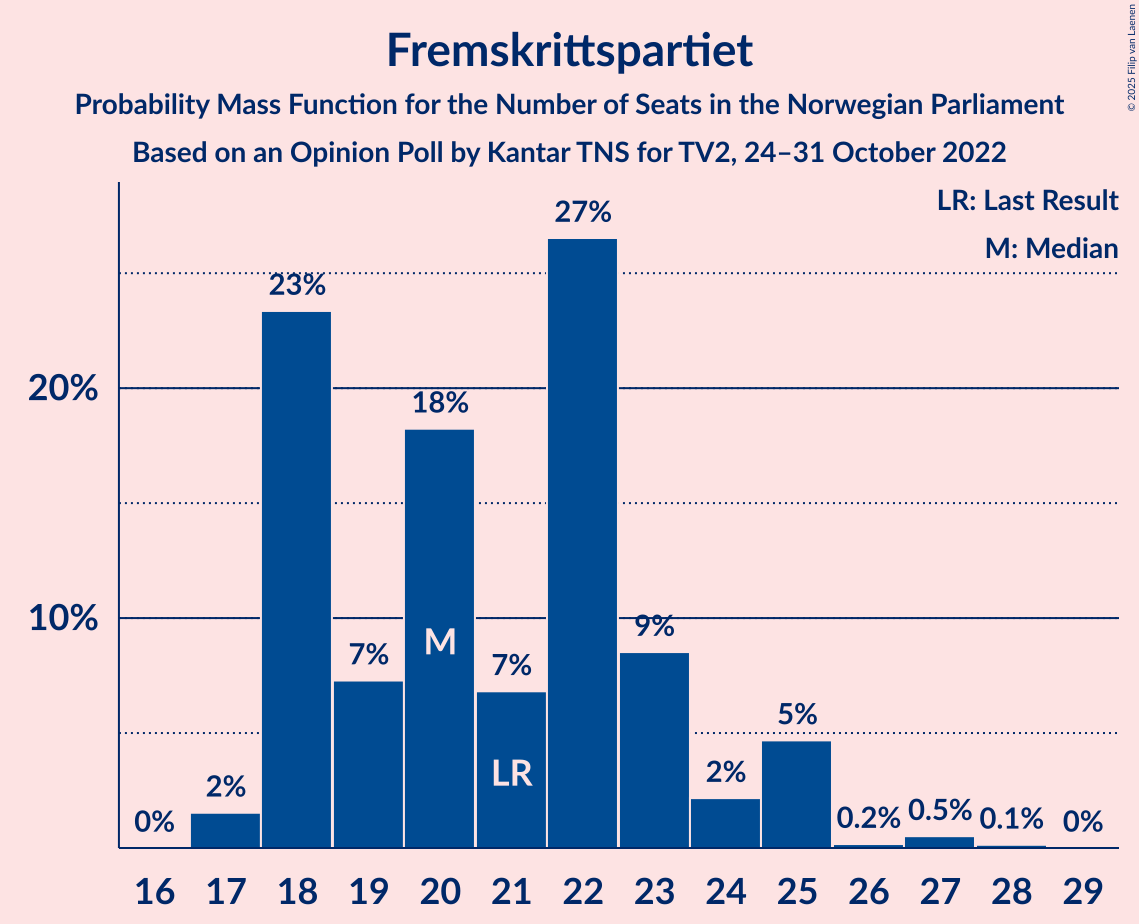 Fremskrittspartiet
Probability Mass Function for the Number of Seats in the Norwegian Parliament
Based on an Opinion Poll by Kantar TNS for TV2, 24–31 October 2022
© 2025 Filip van Laenen
LR: Last Result
M: Median
20%
10%
0%
2%
23%
7%
18%
7%
27%
9%
2%
5%
0.2%
0.5%
0.1%
0%
M
LR
16 17 18 19 20 21 22 23 24 25 26 27 28 29